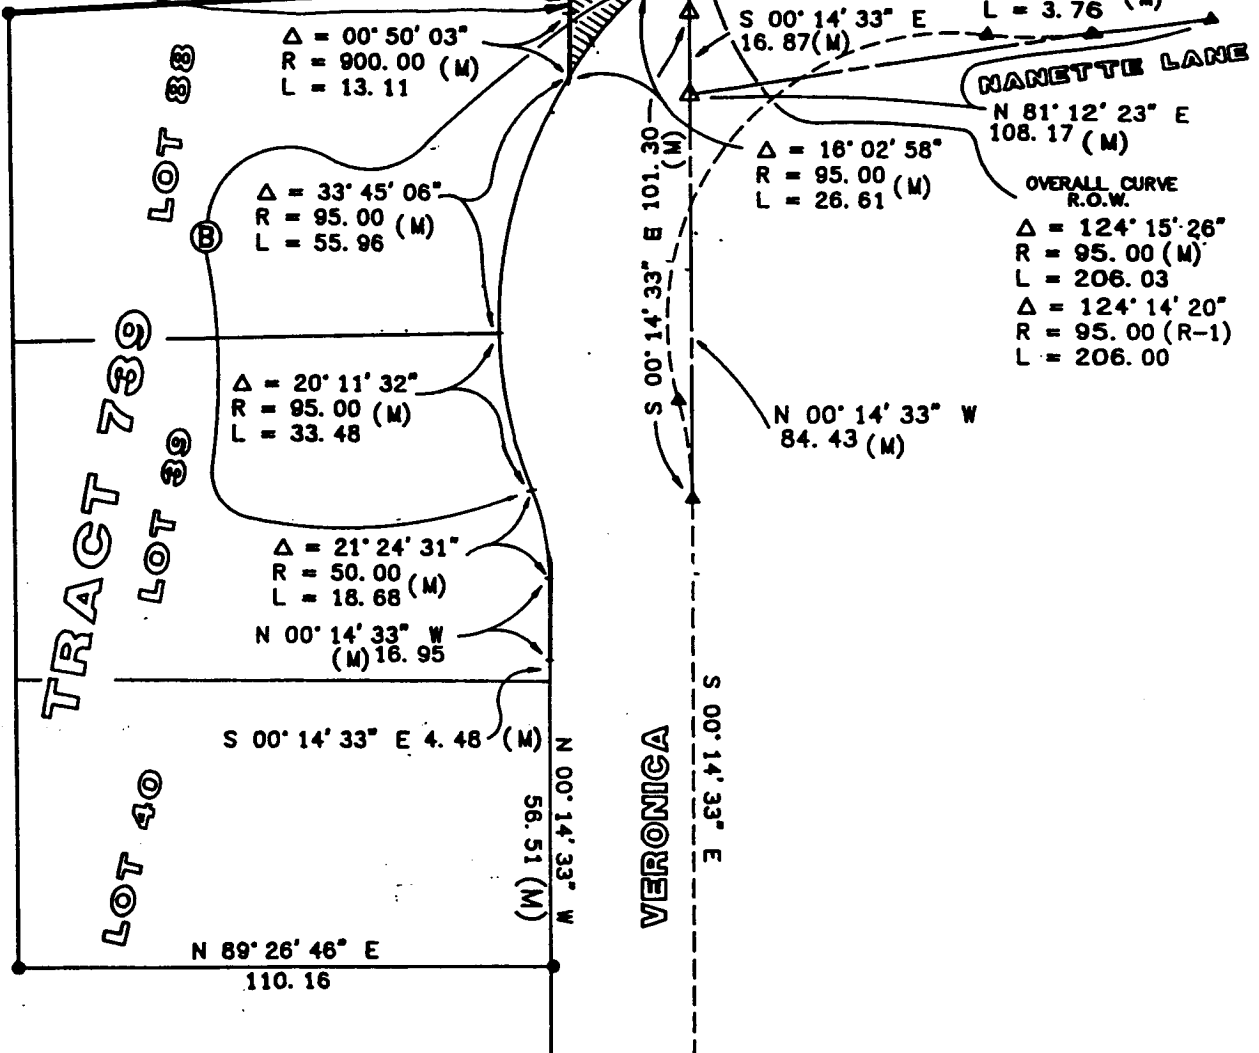 Δ = 00° 50' 03"
R = 900.00 (M)
L = 13.11
S 00° 14' 33" E
16.87(M)
L = 3.76 (M)
NANETTE LANE
N 81° 12' 23" E
108.17 (M)
LOT 88
Δ = 33° 45' 06"
R = 95.00 (M)
L = 55.96
B
S 00° 14' 33" E 101.30
(M)
Δ = 16° 02' 58"
R = 95.00 (M)
L = 26.61
OVERALL CURVE
R.O.W.
Δ = 124° 15' 26"
R = 95.00 (M)
L = 206.03
Δ = 124° 14' 20"
R = 95.00 (R-1)
L = 206.00
TRACT 739
LOT 39
Δ = 20° 11' 32"
R = 95.00 (M)
L = 33.48
N 00° 14' 33" W
84.43 (M)
Δ = 21° 24' 31"
R = 50.00 (M)
L = 18.68
N 00° 14' 33" W
(M) 16.95
S 00° 14' 33" E 4.48 (M)
N 00° 14' 33" W
56.51 (M)
VERONICA
S 00° 14' 33" E
LOT 40
N 89° 26' 46" E
110.16